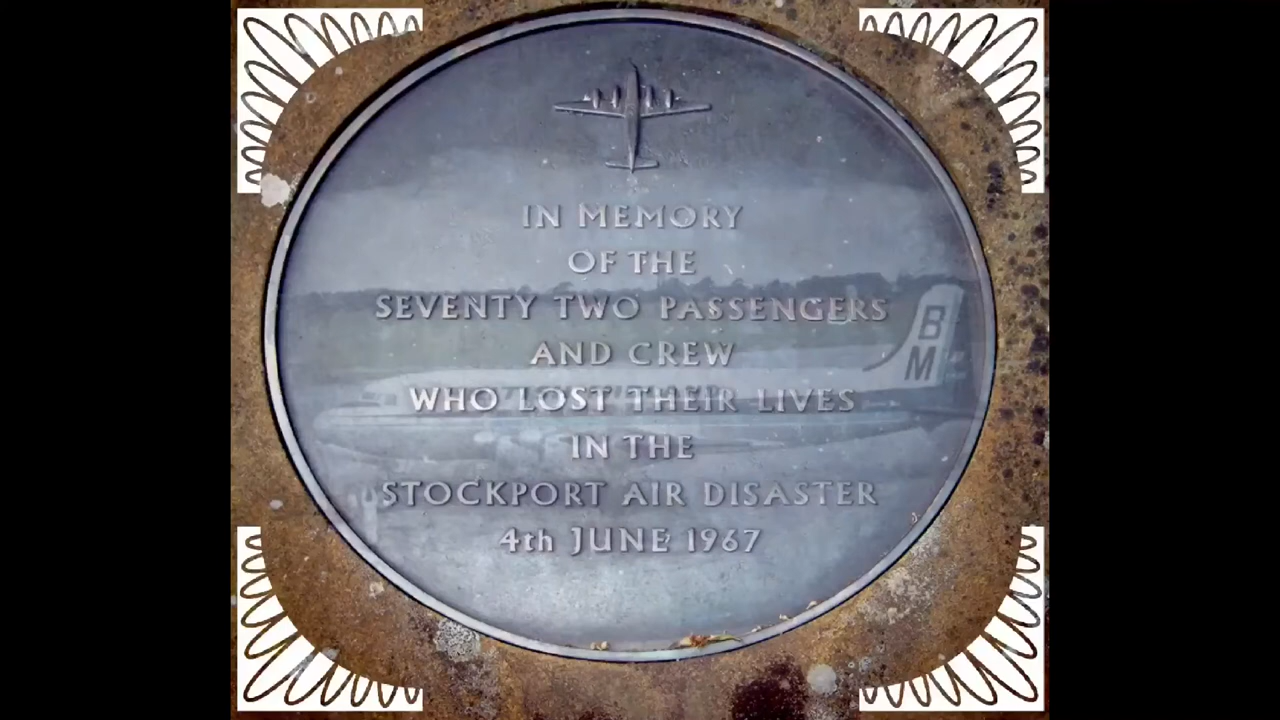 IN MEMORY
OF THE
SEVENTY TWO PASSENGERS
AND CREW
WHO LOST THEIR LIVES
IN THE
STOCKPORT AIR DISASTER
4th JUNE 1967
B
M